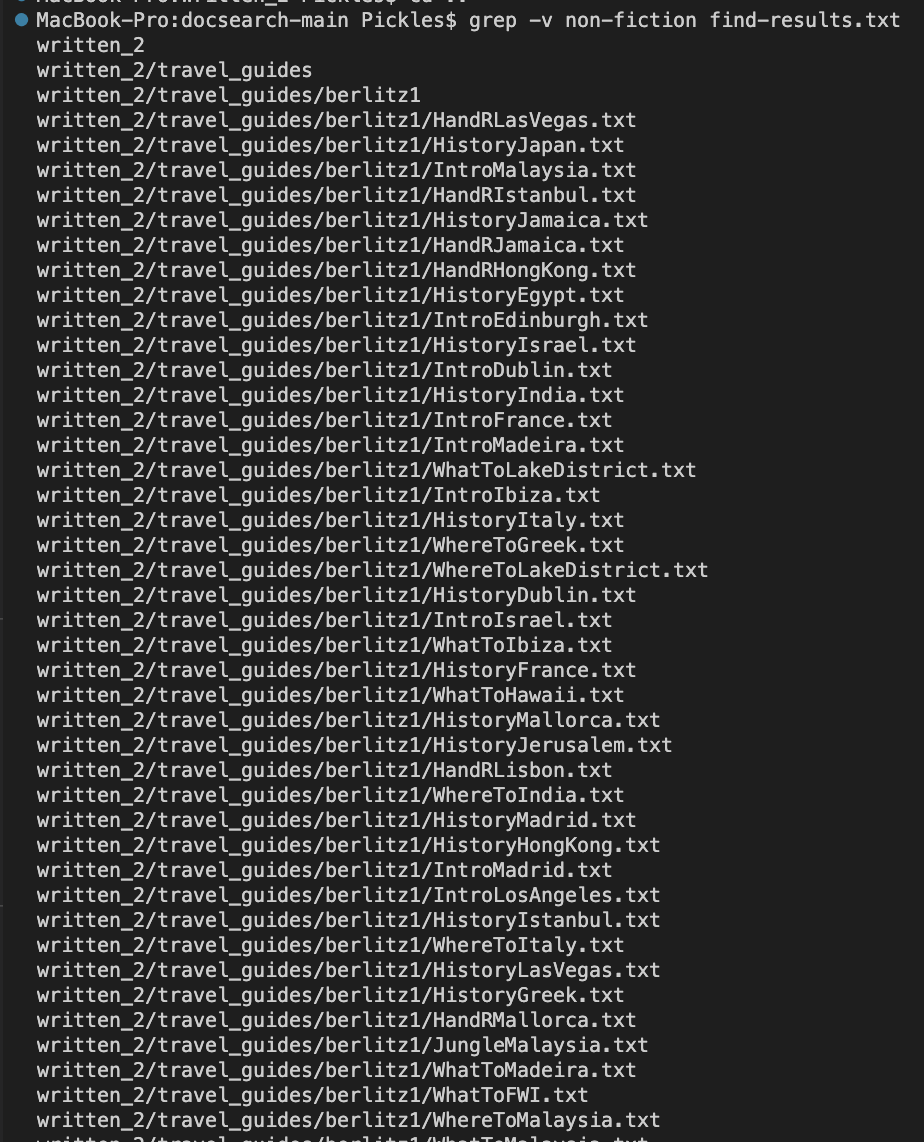 MacBook-Pro:docsearch-main Pickles$ grep -v non-fiction find-results.txt
written_2
written_2/travel_guides
written_2/travel_guides/berlitz1
written_2/travel_guides/berlitz1/HandRLasVegas.txt
written_2/travel_guides/berlitz1/HistoryJapan.txt
written_2/travel_guides/berlitz1/IntroMalaysia.txt
written_2/travel_guides/berlitz1/HandRIstanbul.txt
written_2/travel_guides/berlitz1/HistoryJamaica.txt
written_2/travel_guides/berlitz1/HandRJamaica.txt
written_2/travel_guides/berlitz1/HandRHongKong.txt
written_2/travel_guides/berlitz1/HistoryEgypt.txt
written_2/travel_guides/berlitz1/IntroEdinburgh.txt
written_2/travel_guides/berlitz1/HistoryIsrael.txt
written_2/travel_guides/berlitz1/IntroDublin.txt
written_2/travel_guides/berlitz1/HistoryIndia.txt
written_2/travel_guides/berlitz1/IntroFrance.txt
written_2/travel_guides/berlitz1/IntroMadeira.txt
written_2/travel_guides/berlitz1/WhatToLakeDistrict.txt
written_2/travel_guides/berlitz1/IntroIbiza.txt
written_2/travel_guides/berlitz1/HistoryItaly.txt
written_2/travel_guides/berlitz1/WhereToGreek.txt
written_2/travel_guides/berlitz1/WhereToLakeDistrict.txt
written_2/travel_guides/berlitz1/HistoryDublin.txt
written_2/travel_guides/berlitz1/IntroIsrael.txt
written_2/travel_guides/berlitz1/WhatToIbiza.txt
written_2/travel_guides/berlitz1/HistoryFrance.txt
written_2/travel_guides/berlitz1/WhatToHawaii.txt
written_2/travel_guides/berlitz1/HistoryMallorca.txt
written_2/travel_guides/berlitz1/HistoryJerusalem.txt
written_2/travel_guides/berlitz1/HandRLisbon.txt
written_2/travel_guides/berlitz1/WhereToIndia.txt
written_2/travel_guides/berlitz1/HistoryMadrid.txt
written_2/travel_guides/berlitz1/HistoryHongKong.txt
written_2/travel_guides/berlitz1/IntroMadrid.txt
written_2/travel_guides/berlitz1/IntroLosAngeles.txt
written_2/travel_guides/berlitz1/HistoryIstanbul.txt
written_2/travel_guides/berlitz1/WhereToItaly.txt
written_2/travel_guides/berlitz1/HistoryLasVegas.txt
written_2/travel_guides/berlitz1/HistoryGreek.txt
written_2/travel_guides/berlitz1/HandRMallorca.txt
written_2/travel_guides/berlitz1/JungleMalaysia.txt
written_2/travel_guides/berlitz1/WhatToMadeira.txt
written_2/travel_guides/berlitz1/WhatToFWI.txt
written_2/travel_guides/berlitz1/WhereToMalaysia.txt